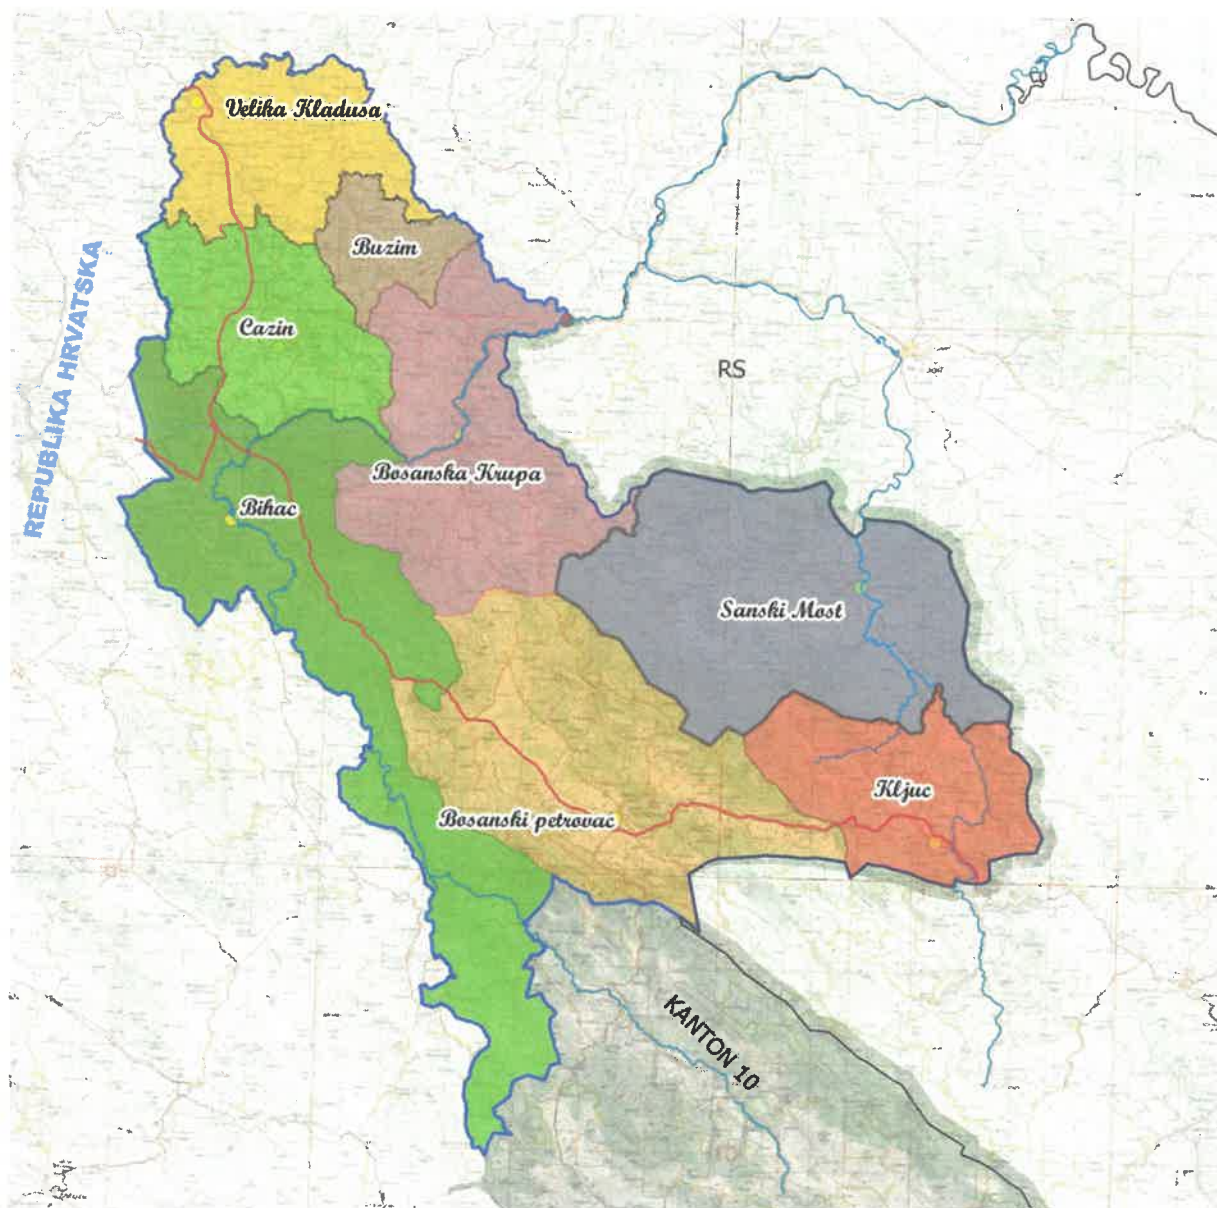 Velika Kladusa
Buzim
REPUBLIKA HRVATSKA
Cazin
RS
Bosanska Krupa
Bihac
Sanski Most
Kljuc
Bosanski petrovac
KANTON 10